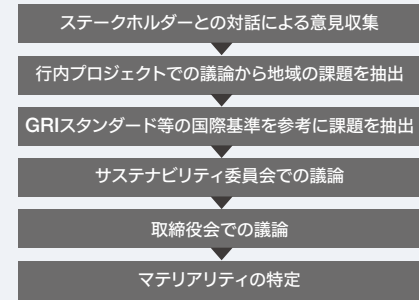 ステークホルダーとの対話による意見収集
行内プロジェクトでの議論から地域の課題を抽出
GRIスタンダード等の国際基準を参考に課題を抽出
サステナビリティ委員会での議論
取締役会での議論
マテリアリティの特定